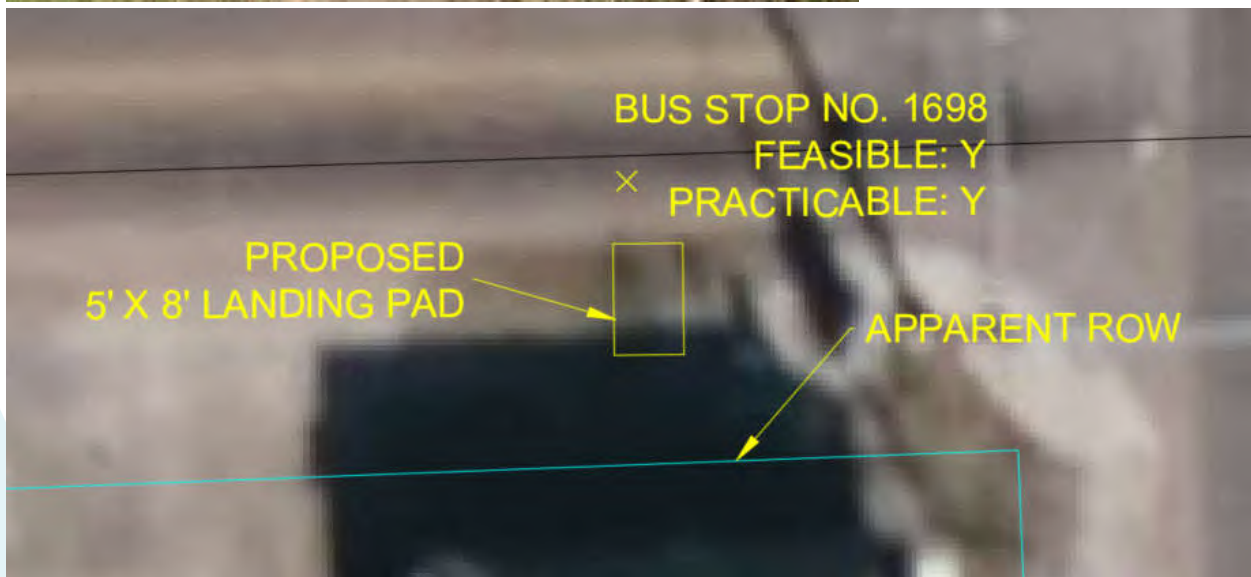 BUS STOP NO. 1698
FEASIBLE: Y
PRACTICABLE: Y
PROPOSED
5' X 8' LANDING PAD
APPARENT ROW